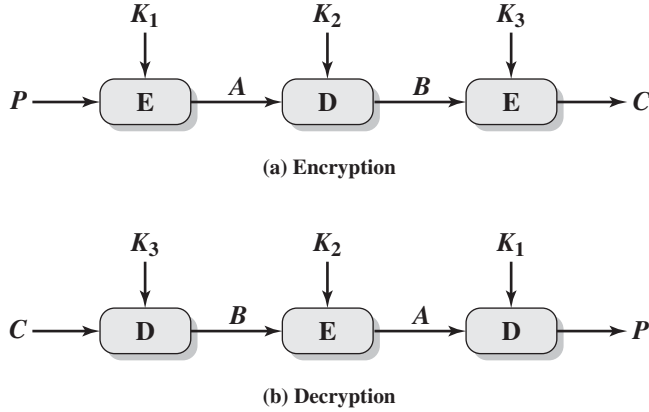 K1 K2 K3
P E A D B E C
(a) Encryption
K3 K2 K1
C D B E A D P
(b) Decryption